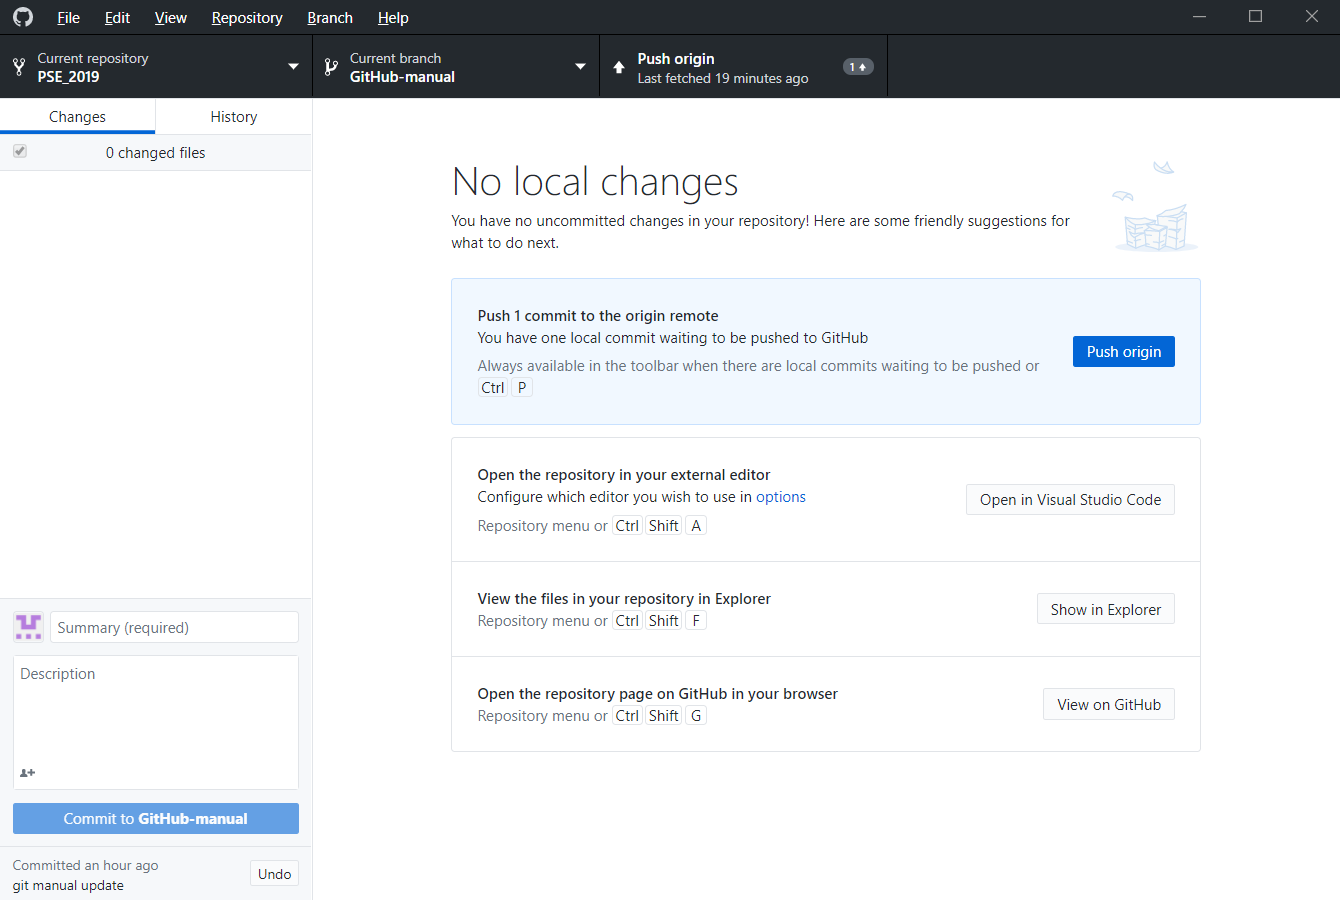 File Edit View Repository Branch Help
Current repository
PSE_2019
Current branch
GitHub-manual
Push origin
Last fetched 19 minutes ago
1
Changes
History
0 changed files
No local changes
You have no uncommitted changes in your repository! Here are some friendly suggestions for
what to do next.
Push 1 commit to the origin remote
You have one local commit waiting to be pushed to GitHub
Always available in the toolbar when there are local commits waiting to be pushed or
Ctrl P
Push origin
Open the repository in your external editor
Configure which editor you wish to use in options
Repository menu or Ctrl Shift A
Open in Visual Studio Code
View the files in your repository in Explorer
Repository menu or Ctrl Shift F
Show in Explorer
Open the repository page on GitHub in your browser
Repository menu or Ctrl Shift G
View on GitHub
Summary (required)
Description
Commit to GitHub-manual
Committed an hour ago
git manual update
Undo